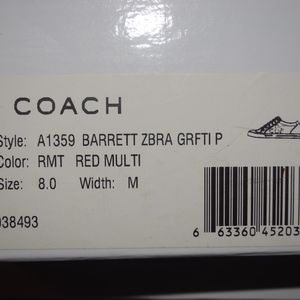 COACH
Style: A1359 BARRETT ZBRA GRFTI P
Color: RMT RED MULTI
Size: 8.0 Width: M
038493
6 63360 45203